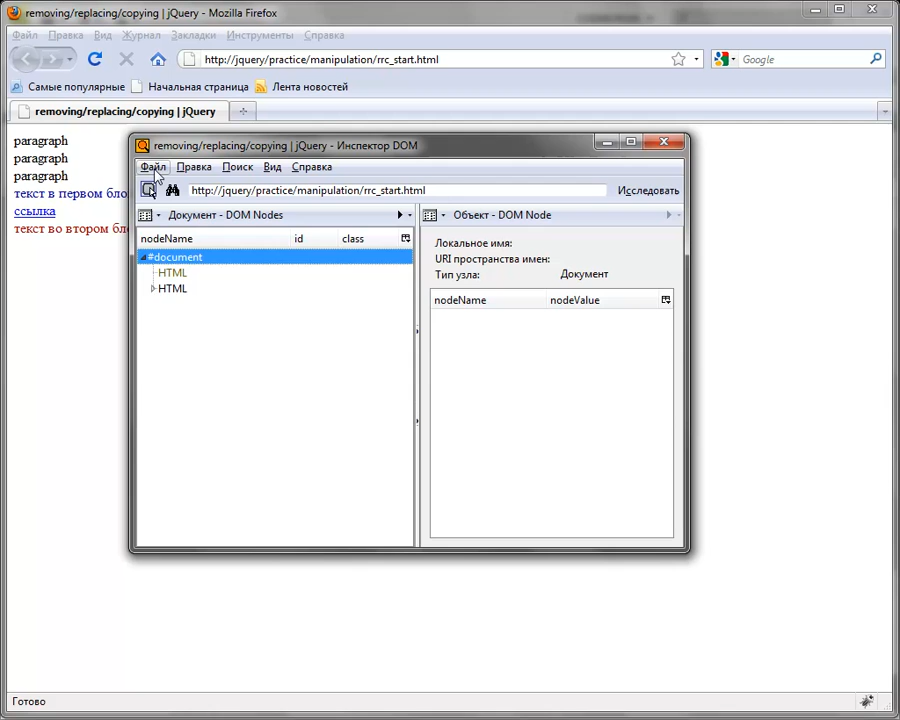 removing/replacing/copying | jQuery - Mozilla Firefox
Файл Правка Вид Журнал Закладки Инструменты Справка
http://jquery/practice/manipulation/rrc_start.html
Google
Самые популярные Начальная страница Лента новостей
removing/replacing/copying | jQuery
paragraph
paragraph
paragraph
текст в первом бло
ссылка
текст во втором бл
removing/replacing/copying | jQuery - Инспектор DOM
Файл Правка Поиск Вид Справка
http://jquery/practice/manipulation/rrc_start.html Исследовать
Документ - DOM Nodes
Объект - DOM Node
nodeName id class
#document
HTML
HTML
Локальное имя:
URI пространства имен:
Тип узла: Документ
nodeName nodeValue
Готово